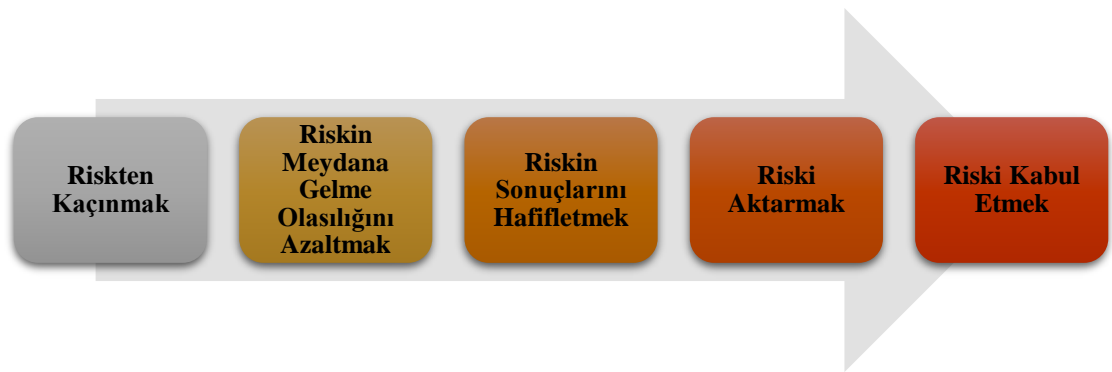 Riskten
Kaçınmak
Riskin
Meydana
Gelme
Olasılığını
Azaltmak
Riskin
Sonuçlarını
Hafifletmek
Riski
Aktarmak
Riski Kabul
Etmek